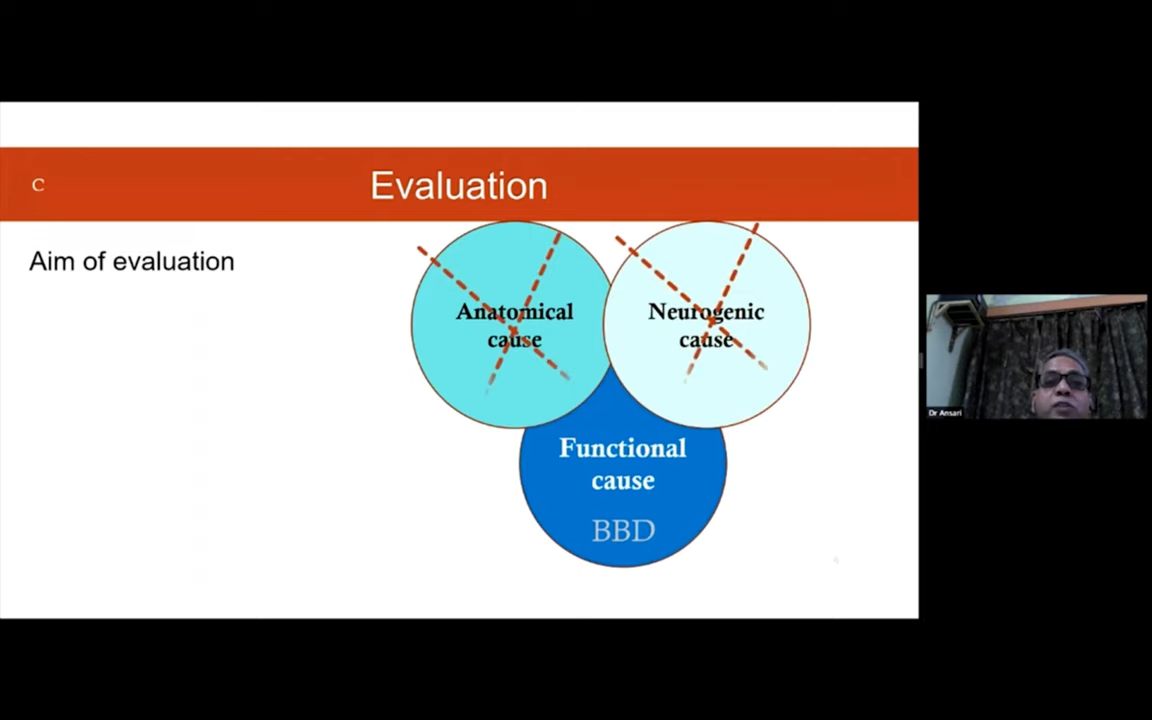 C
Evaluation
Aim of evaluation
Anatomical
cause
Neurogenic
cause
Functional
cause
BBD
Dr Ansari